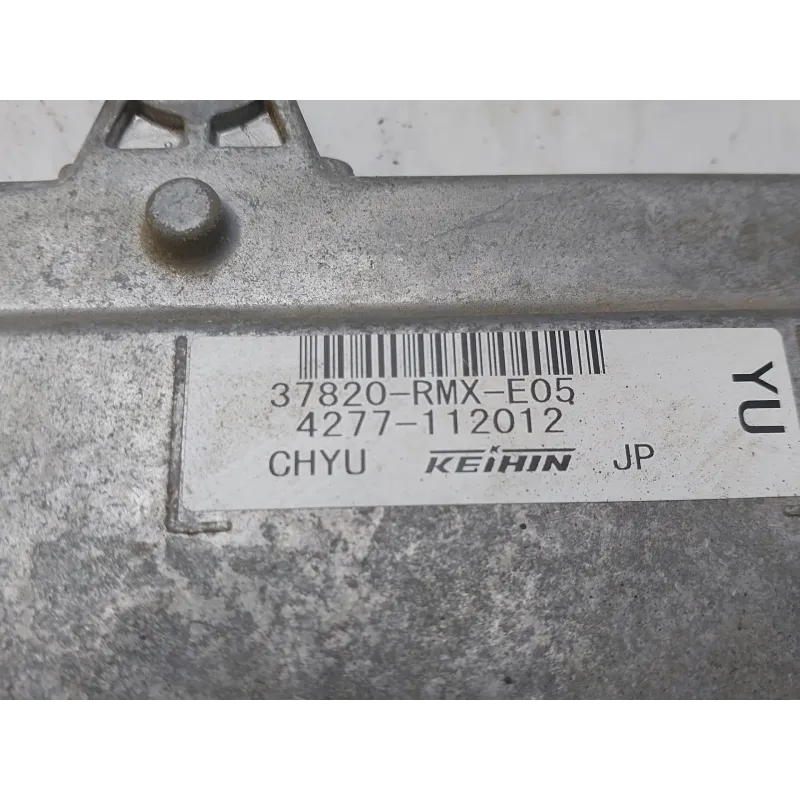 37820-RMX-E05
4277-112012
CHYU KEIHIN JP
YU